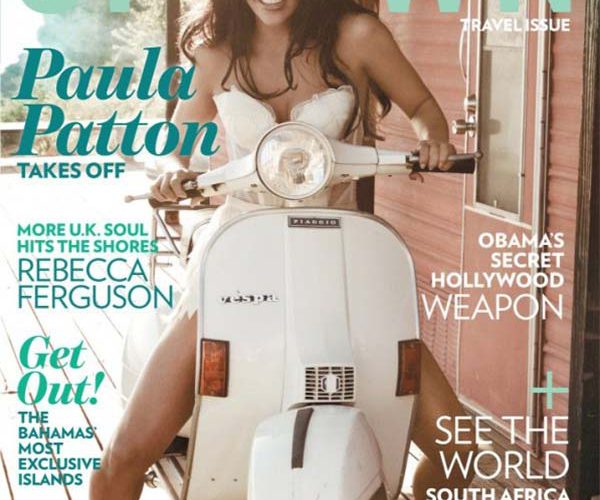 TRAVEL ISSUE
Paula
Patton
TAKES OFF
MORE U.K. SOUL
HITS THE SHORES
REBECCA
FERGUSON
Get
Out!
THE
BAHAMAS'
MOST
EXCLUSIVE
ISLANDS
PIAGGIO
vespa
OBAMA'S
SECRET
HOLLYWOOD
WEAPON
+
SEE THE
WORLD
SOUTH AFRICA